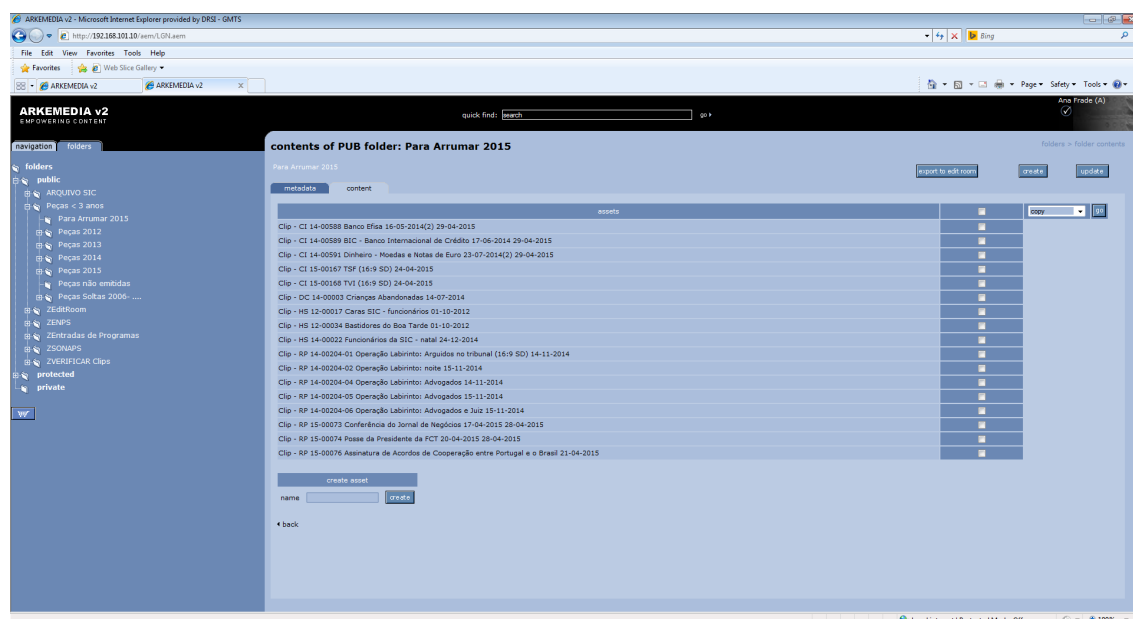 ARKEMEDIA v2 - Microsoft Internet Explorer provided by DRSI - GMTS
http://192.168.101.10/aem/LGN.aem
Bing
File Edit View Favorites Tools Help
Favorites Web Slice Gallery
ARKEMEDIA v2 ARKEMEDIA v2 X
Page Safety Tools
ARKEMEDIA v2
EMPOWERING CONTENT
quick find: search go
Ana Frade (A)
navigation folders
contents of PUB folder: Para Arrumar 2015
folders > folder contents
Para Arrumar 2015
export to edit room create update
metadata content
folders
public
ARQUIVO SIC
Peças < 3 anos
Para Arrumar 2015
Peças 2012
Peças 2013
Peças 2014
Peças 2015
Peças não emitidas
Peças Soltas 2006- ....
ZEditRoom
ZENPS
ZEntradas de Programas
ZSONAPS
ZVERIFICAR Clips
protected
private
assets
copy go
Clip - CI 14-00588 Banco Efisa 16-05-2014(2) 29-04-2015
Clip - CI 14-00589 BIC - Banco Internacional de Crédito 17-06-2014 29-04-2015
Clip - CI 14-00591 Dinheiro - Moedas e Notas de Euro 23-07-2014(2) 29-04-2015
Clip - CI 15-00167 TSF (16:9 SD) 24-04-2015
Clip - CI 15-00168 TVI (16:9 SD) 24-04-2015
Clip - DC 14-00003 Crianças Abandonadas 14-07-2014
Clip - HS 12-00017 Caras SIC - funcionários 01-10-2012
Clip - HS 12-00034 Bastidores do Boa Tarde 01-10-2012
Clip - HS 14-00022 Funcionários da SIC - natal 24-12-2014
Clip - RP 14-00204-01 Operação Labirinto: Arguidos no tribunal (16:9 SD) 14-11-2014
Clip - RP 14-00204-02 Operação Labirinto: noite 15-11-2014
Clip - RP 14-00204-04 Operação Labirinto: Advogados 14-11-2014
Clip - RP 14-00204-05 Operação Labirinto: Advogados 15-11-2014
Clip - RP 14-00204-06 Operação Labirinto: Advogados e Juiz 15-11-2014
Clip - RP 15-00073 Conferência do Jornal de Negócios 17-04-2015 28-04-2015
Clip - RP 15-00074 Posse da Presidente da FCT 20-04-2015 28-04-2015
Clip - RP 15-00076 Assinatura de Acordos de Cooperação entre Portugal e o Brasil 21-04-2015
create asset
name create
back